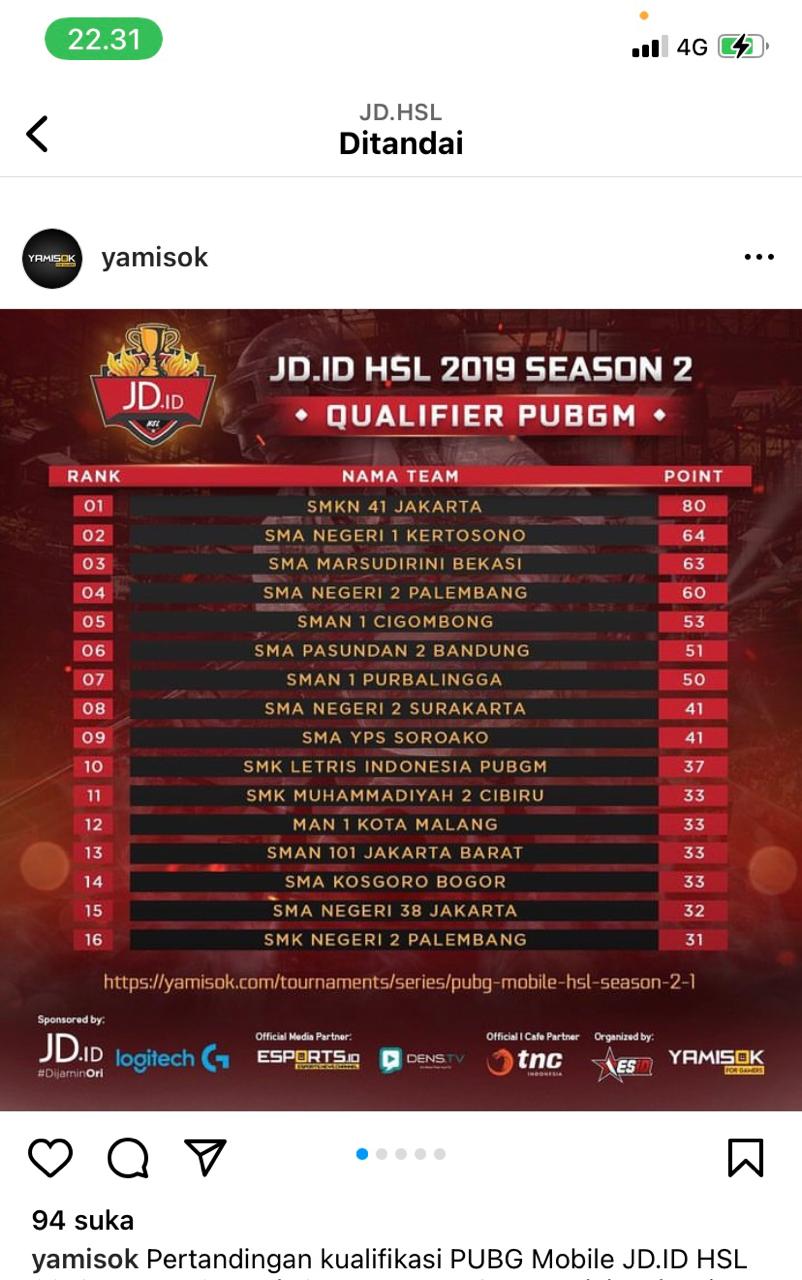 22.31
4G
JD.HSL
Ditandai
YAMISOK
yamisok
JD.ID
HSL
JD.ID HSL 2019 SEASON 2
QUALIFIER PUBGM
RANK NAMA TEAM POINT
01 SMKN 41 JAKARTA 80
02 SMA NEGERI 1 KERTOSONO 64
03 SMA MARSUDIRINI BEKASI 63
04 SMA NEGERI 2 PALEMBANG 60
05 SMAN 1 CIGOMBONG 53
06 SMA PASUNDAN 2 BANDUNG 51
07 SMAN 1 PURBALINGGA 50
08 SMA NEGERI 2 SURAKARTA 41
09 SMA YPS SOROAKO 41
10 SMK LETRIS INDONESIA PUBGM 37
11 SMK MUHAMMADIYAH 2 CIBIRU 33
12 MAN 1 KOTA MALANG 33
13 SMAN 101 JAKARTA BARAT 33
14 SMA KOSGORO BOGOR 33
15 SMA NEGERI 38 JAKARTA 32
16 SMK NEGERI 2 PALEMBANG 31
https://yamisok.com/tournaments/series/pubg-mobile-hsl-season-2-1
Sponsored by: Official Media Partner: Official I Cafe Partner Organized by:
JD.ID logitech G ESPORTS.ID DENS.TV tnc ESID YAMISOK
#DijaminOri ESPORTS NEWS CHANNEL INDONESIA FOR GAMERS
94 suka
yamisok Pertandingan kualifikasi PUBG Mobile JD.ID HSL